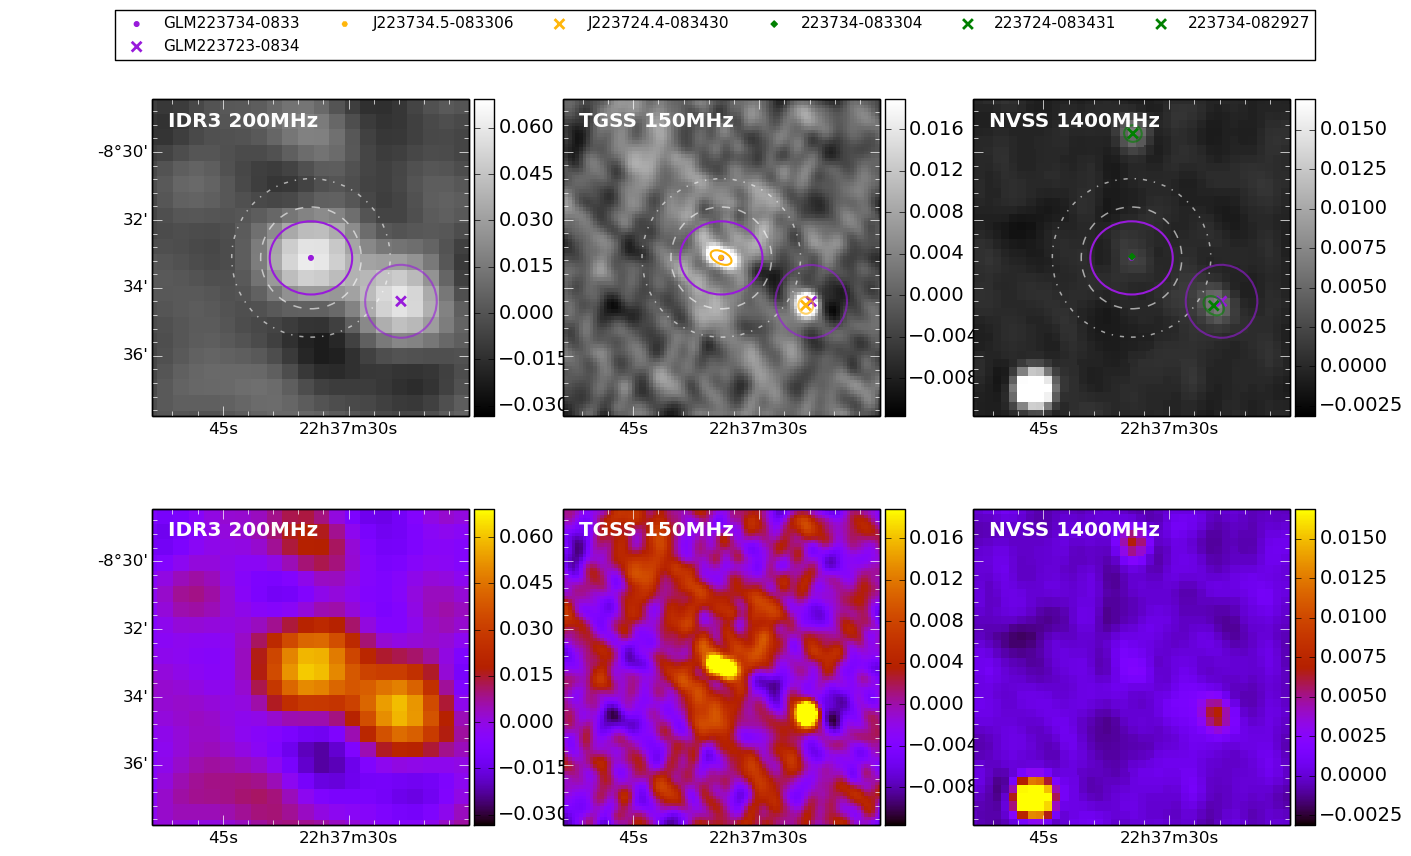 GLM223734-0833 J223734.5-083306 J223724.4-083430 223734-083304 223724-083431 223734-082927
GLM223723-0834
IDR3 200MHz TGSS 150MHz NVSS 1400MHz
0.060 0.016 0.0150
-8°30' 0.045 0.012 0.0125
32' 0.030 0.008 0.0100
0.015 0.004 0.0075
34' 0.000 0.000 0.0050
−0.015 −0.004 0.0025
36' −0.030 −0.008 0.0000
−0.0025
45s 22h37m30s 45s 22h37m30s 45s 22h37m30s
IDR3 200MHz TGSS 150MHz NVSS 1400MHz
0.060 0.016 0.0150
-8°30' 0.045 0.012 0.0125
32' 0.030 0.008 0.0100
0.015 0.004 0.0075
34' 0.000 0.000 0.0050
−0.015 −0.004 0.0025
36' −0.030 −0.008 0.0000
−0.0025
45s 22h37m30s 45s 22h37m30s 45s 22h37m30s